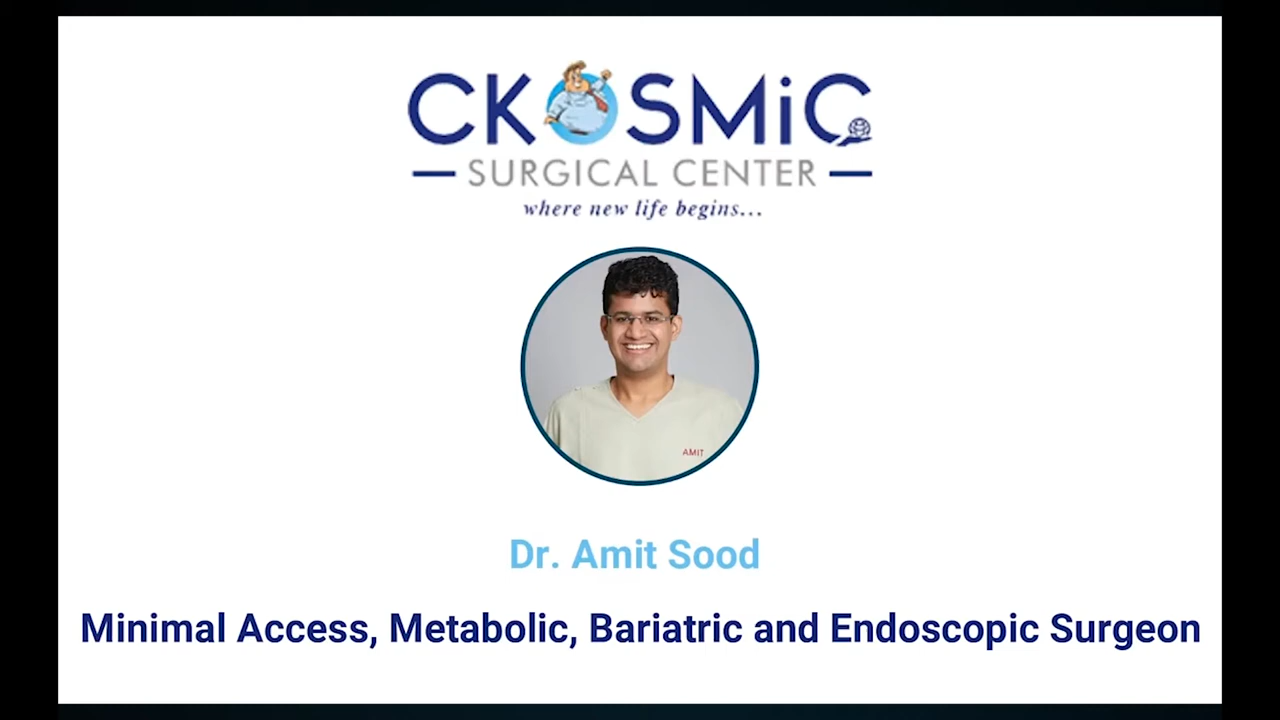 CKOSMiC
SURGICAL CENTER
where new life begins...
AMIT
Dr. Amit Sood
Minimal Access, Metabolic, Bariatric and Endoscopic Surgeon